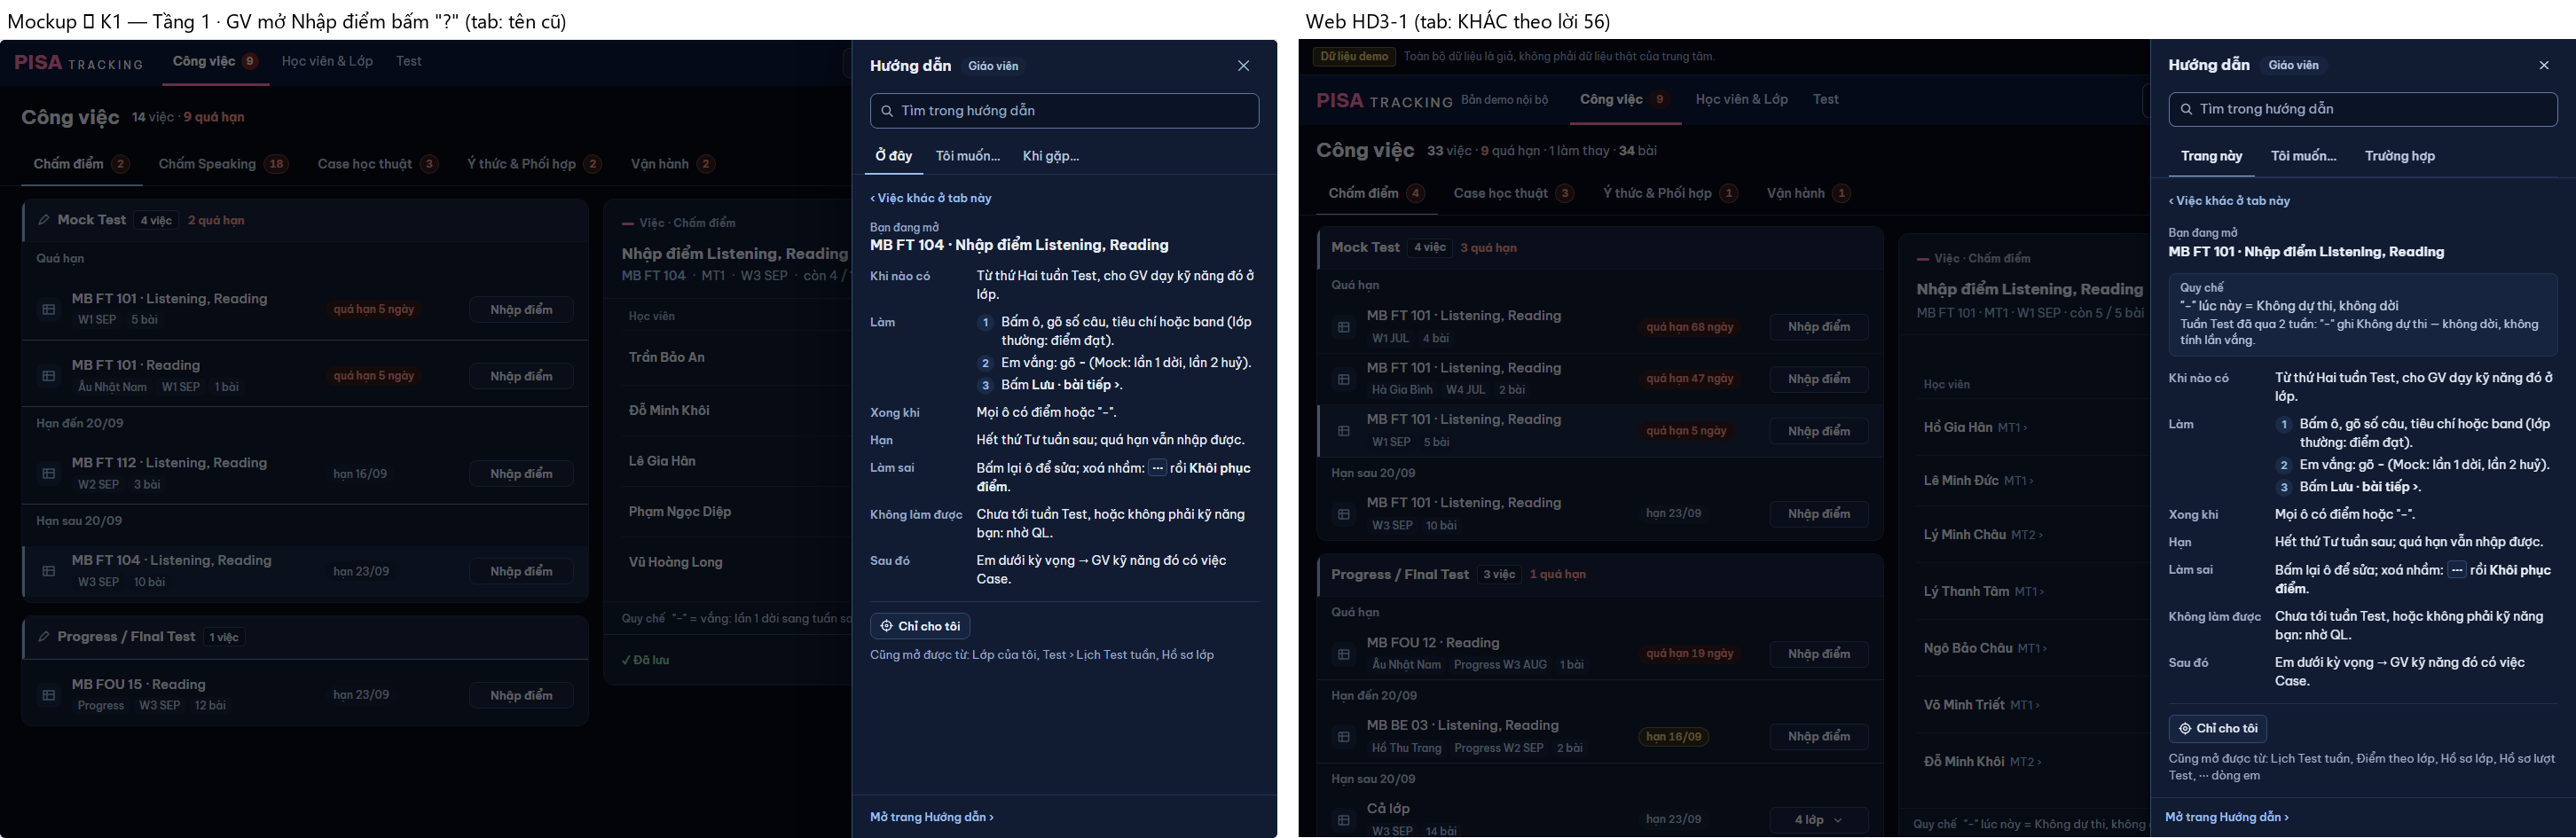 Mockup K1 — Tầng 1 · GV mở Nhập điểm bấm "?" (tab: tên cũ)
PISA TRACKING
Công việc 9
Học viên & Lớp
Test
Công việc 14 việc · 9 quá hạn
Chấm điểm 2
Chấm Speaking 18
Case học thuật 3
Ý thức & Phối hợp 2
Vận hành 2
Mock Test 4 việc 2 quá hạn
Quá hạn
MB FT 101 · Listening, Reading
W1 SEP 5 bài
quá hạn 5 ngày
Nhập điểm
MB FT 101 · Reading
Âu Nhật Nam W1 SEP 1 bài
quá hạn 5 ngày
Nhập điểm
Hạn đến 20/09
MB FT 112 · Listening, Reading
W2 SEP 3 bài
hạn 16/09
Nhập điểm
Hạn sau 20/09
MB FT 104 · Listening, Reading
W3 SEP 10 bài
hạn 23/09
Nhập điểm
Progress / Final Test 1 việc
MB FOU 15 · Reading
Progress W3 SEP 12 bài
hạn 23/09
Nhập điểm
Việc · Chấm điểm
Nhập điểm Listening, Reading
MB FT 104 · MT1 · W3 SEP · còn 4 /
Học viên
Trần Bảo An
Đỗ Minh Khôi
Lê Gia Hân
Phạm Ngọc Diệp
Vũ Hoàng Long
Quy chế "-" = vắng: lần 1 dời sang tuần sa
✓ Đã lưu
Hướng dẫn Giáo viên
Tìm trong hướng dẫn
Ở đây
Tôi muốn...
Khi gặp...
‹ Việc khác ở tab này
Bạn đang mở
MB FT 104 · Nhập điểm Listening, Reading
Khi nào có
Từ thứ Hai tuần Test, cho GV dạy kỹ năng đó ở
lớp.
Làm
1 Bấm ô, gõ số câu, tiêu chí hoặc band (lớp
thường: điểm đạt).
2 Em vắng: gõ - (Mock: lần 1 dời, lần 2 huỷ).
3 Bấm Lưu · bài tiếp ›.
Xong khi
Mọi ô có điểm hoặc "-".
Hạn
Hết thứ Tư tuần sau; quá hạn vẫn nhập được.
Làm sai
Bấm lại ô để sửa; xoá nhầm: ··· rồi Khôi phục
điểm.
Không làm được
Chưa tới tuần Test, hoặc không phải kỹ năng
bạn: nhờ QL.
Sau đó
Em dưới kỳ vọng → GV kỹ năng đó có việc
Case.
Chỉ cho tôi
Cũng mở được từ: Lớp của tôi, Test › Lịch Test tuần, Hồ sơ lớp
Mở trang Hướng dẫn ›
Web HD3-1 (tab: KHÁC theo lời 56)
Dữ liệu demo
Toàn bộ dữ liệu là giả, không phải dữ liệu thật của trung tâm.
PISA TRACKING Bản demo nội bộ
Công việc 9
Học viên & Lớp
Test
Công việc 33 việc · 9 quá hạn · 1 làm thay · 34 bài
Chấm điểm 4
Case học thuật 3
Ý thức & Phối hợp 1
Vận hành 1
Mock Test 4 việc 3 quá hạn
Quá hạn
MB FT 101 · Listening, Reading
W1 JUL 4 bài
quá hạn 68 ngày
Nhập điểm
MB FT 101 · Listening, Reading
Hà Gia Bình W4 JUL 2 bài
quá hạn 47 ngày
Nhập điểm
MB FT 101 · Listening, Reading
W1 SEP 5 bài
quá hạn 5 ngày
Nhập điểm
Hạn sau 20/09
MB FT 101 · Listening, Reading
W3 SEP 10 bài
hạn 23/09
Nhập điểm
Progress / Final Test 3 việc 1 quá hạn
Quá hạn
MB FOU 12 · Reading
Âu Nhật Nam Progress W3 AUG 1 bài
quá hạn 19 ngày
Nhập điểm
Hạn đến 20/09
MB BE 03 · Listening, Reading
Hồ Thu Trang Progress W2 SEP 2 bài
hạn 16/09
Nhập điểm
Hạn sau 20/09
Cả lớp
W3 SEP 14 bài
hạn 23/09
4 lớp
Việc · Chấm điểm
Nhập điểm Listening, Reading
MB FT 101 · MT1 · W1 SEP · còn 5 / 5 bài
Học viên
Hồ Gia Hân MT1 ›
Lê Minh Đức MT1 ›
Lý Minh Châu MT2 ›
Lý Thanh Tâm MT1 ›
Ngô Bảo Châu MT1 ›
Võ Minh Triết MT1 ›
Đỗ Minh Khôi MT2 ›
Quy chế "-" lúc này = Không dự thi, không
Hướng dẫn Giáo viên
Tìm trong hướng dẫn
Trang này
Tôi muốn...
Trường hợp
‹ Việc khác ở tab này
Bạn đang mở
MB FT 101 · Nhập điểm Listening, Reading
Quy chế
"-" lúc này = Không dự thi, không dời
Tuần Test đã qua 2 tuần: "-" ghi Không dự thi — không dời, không
tính lần vắng.
Khi nào có
Từ thứ Hai tuần Test, cho GV dạy kỹ năng đó ở
lớp.
Làm
1 Bấm ô, gõ số câu, tiêu chí hoặc band (lớp
thường: điểm đạt).
2 Em vắng: gõ - (Mock: lần 1 dời, lần 2 huỷ).
3 Bấm Lưu · bài tiếp ›.
Xong khi
Mọi ô có điểm hoặc "-".
Hạn
Hết thứ Tư tuần sau; quá hạn vẫn nhập được.
Làm sai
Bấm lại ô để sửa; xoá nhầm: ··· rồi Khôi phục
điểm.
Không làm được
Chưa tới tuần Test, hoặc không phải kỹ năng
bạn: nhờ QL.
Sau đó
Em dưới kỳ vọng → GV kỹ năng đó có việc
Case.
Chỉ cho tôi
Cũng mở được từ: Lịch Test tuần, Điểm theo lớp, Hồ sơ lớp, Hồ sơ lượt
Test, ··· dòng em
Mở trang Hướng dẫn ›